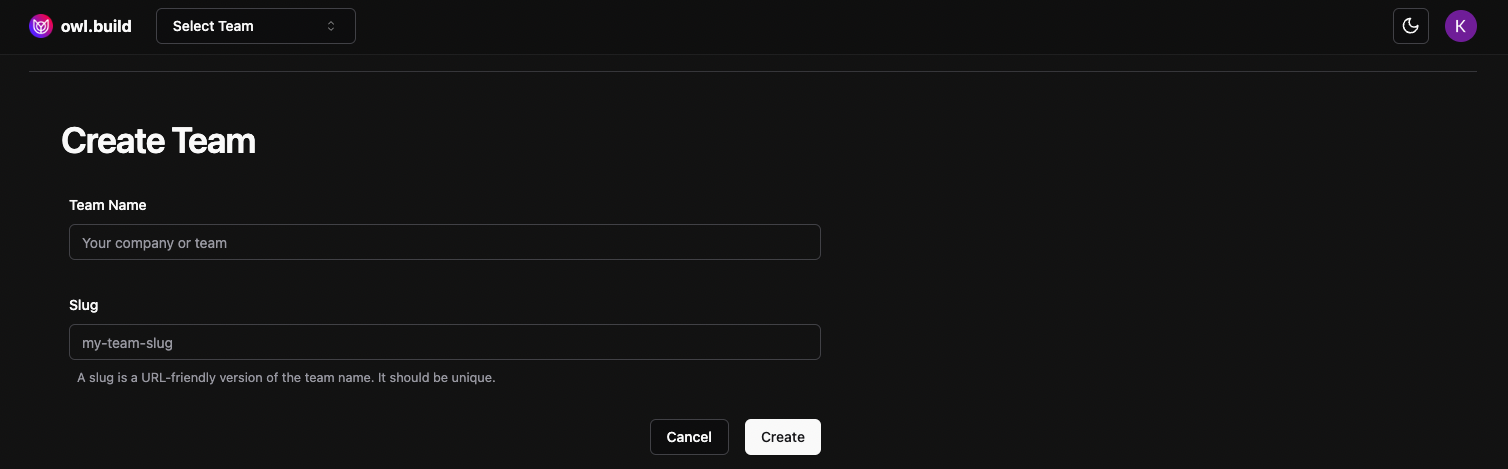 owl.build
Select Team
K
Create Team
Team Name
Your company or team
Slug
my-team-slug
A slug is a URL-friendly version of the team name. It should be unique.
Cancel
Create